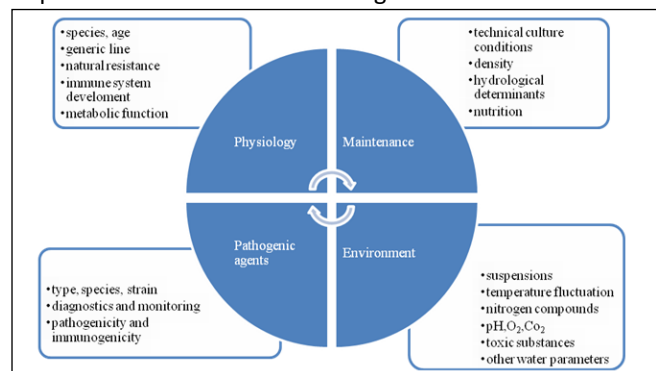 •species, age
•generic line
•natural resistance
•immune system
develoment
•metabolic function
•technical culture
conditions
•density
•hydrological
determinants
•nutrition
Physiology
Maintenance
Pathogenic
agents
Environment
•type, species, strain
•diagnostics and monitoring
•pathogenicity and
immunogenicity
•suspensions
•temperature fluctuation
•nitrogen compounds
•pH,O₂,Co₂
•toxic substances
•other water parameters